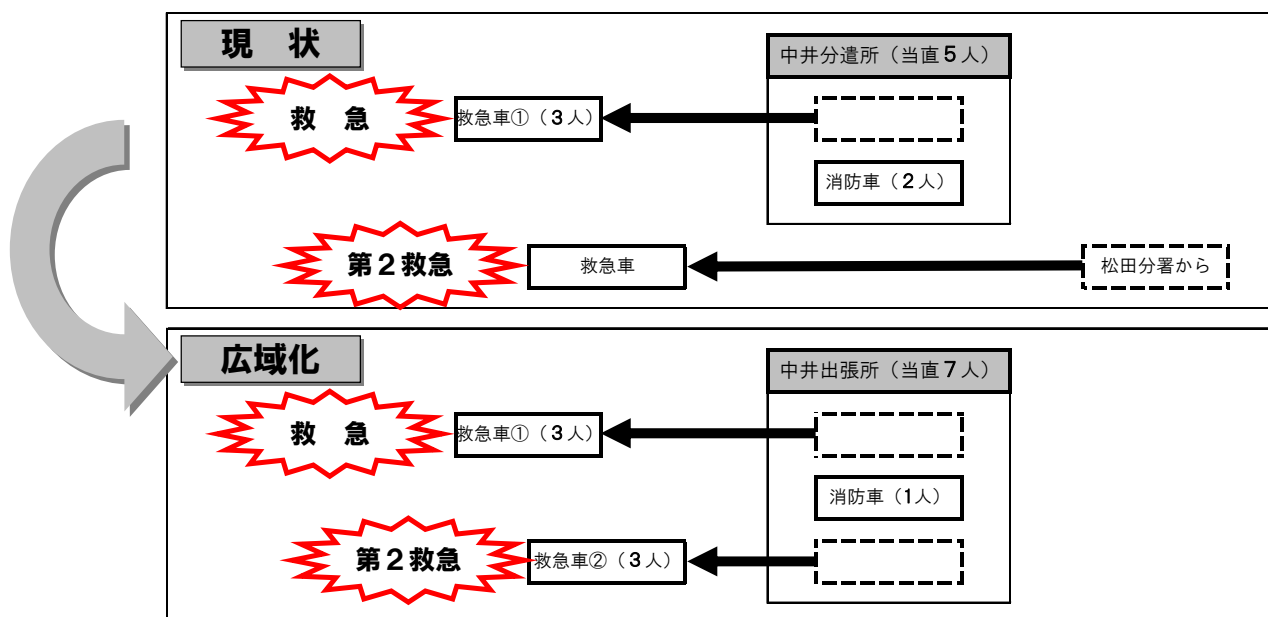 現　状
中井分遣所（当直５人）
救　急
救急車①（３人）
消防車（２人）
第２救急
救急車
松田分署から
広域化
中井出張所（当直７人）
救　急
救急車①（３人）
消防車（１人）
第２救急
救急車②（３人）